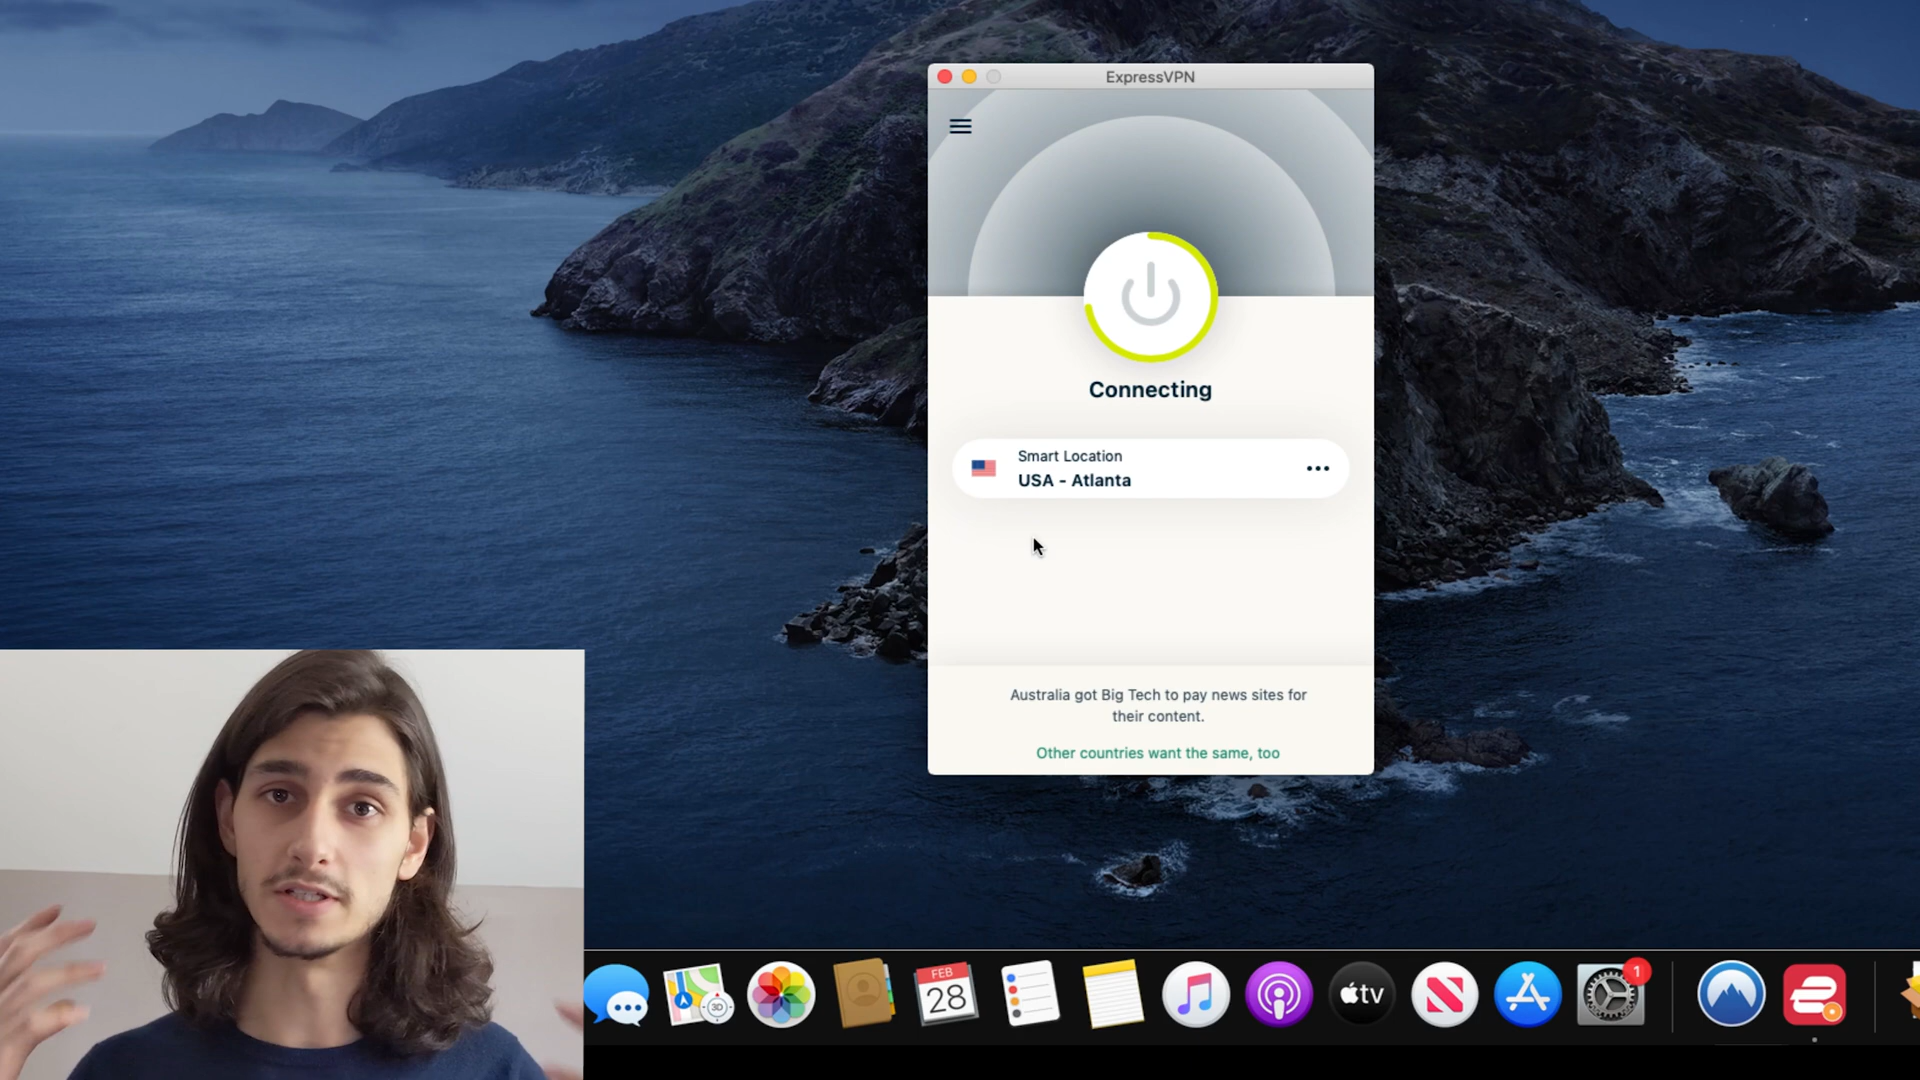 ExpressVPN
Connecting
Smart Location
USA - Atlanta
Australia got Big Tech to pay news sites for
their content.
Other countries want the same, too
3D
FEB
28
tv
1